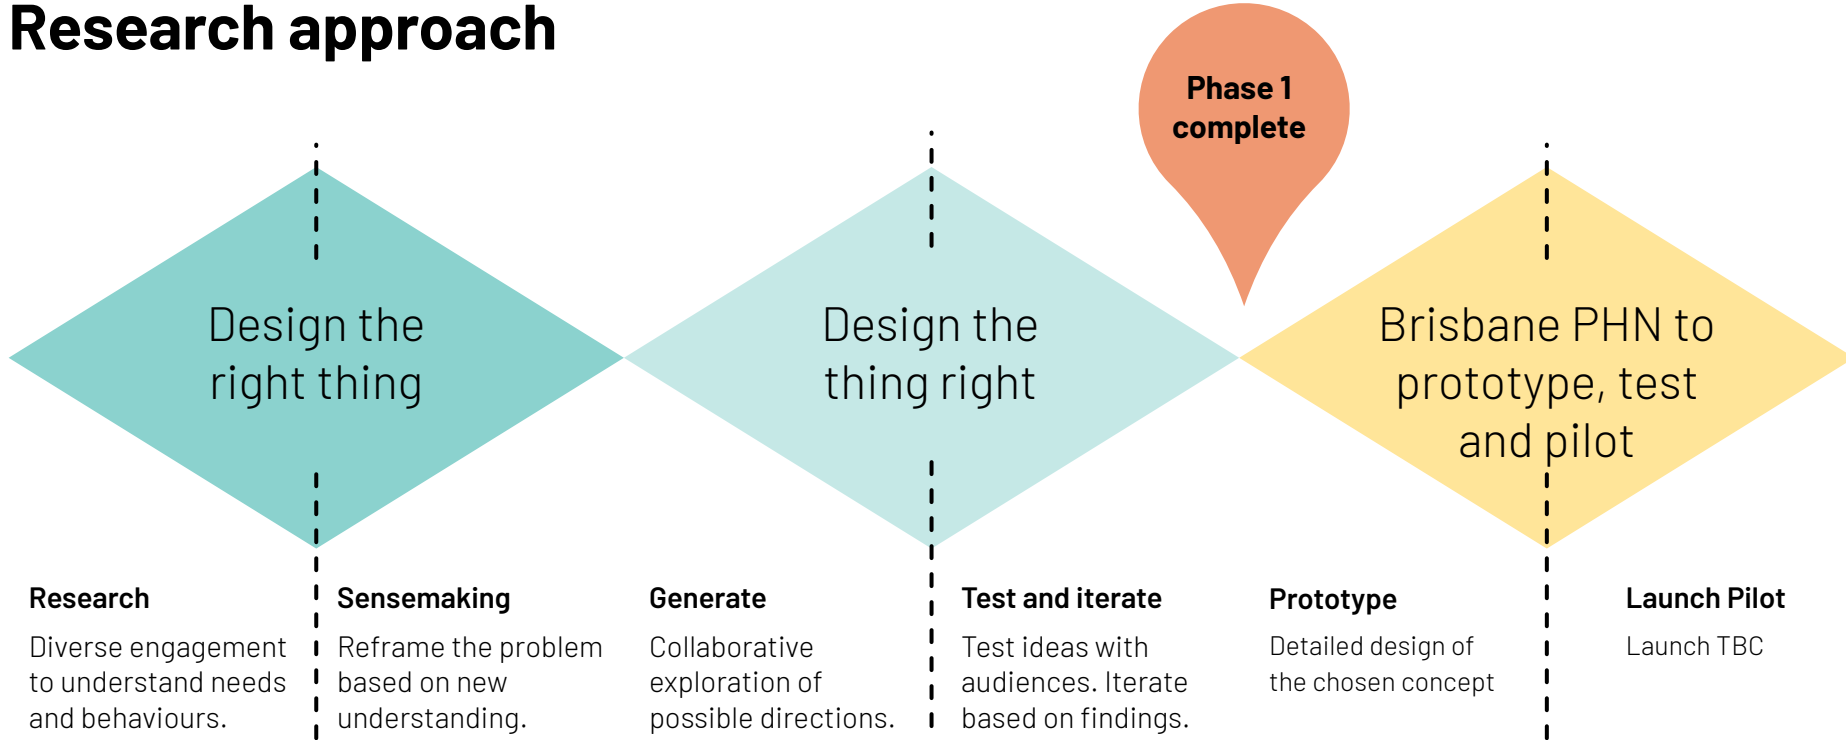 Research approach
Phase 1
complete
Design the
right thing
Design the
thing right
Brisbane PHN to
prototype, test
and pilot
Research
Diverse engagement
to understand needs
and behaviours.
Sensemaking
Reframe the problem
based on new
understanding.
Generate
Collaborative
exploration of
possible directions.
Test and iterate
Test ideas with
audiences. Iterate
based on findings.
Prototype
Detailed design of
the chosen concept
Launch Pilot
Launch TBC